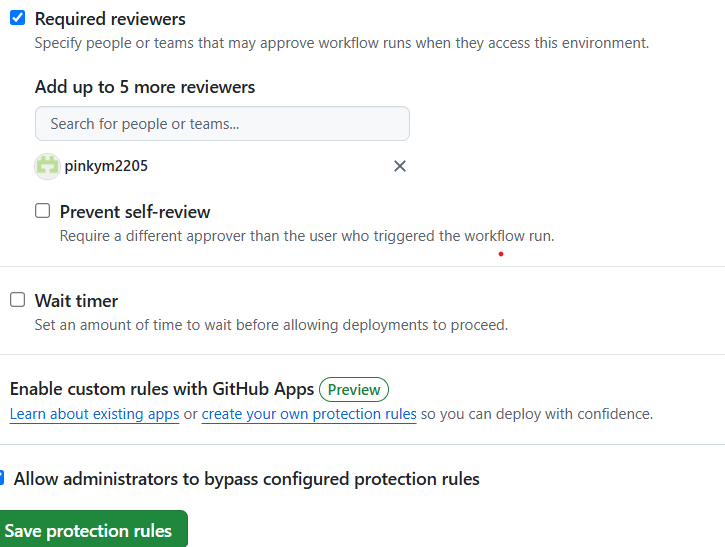 Required reviewers
Specify people or teams that may approve workflow runs when they access this environment.
Add up to 5 more reviewers
Search for people or teams...
pinkym2205
Prevent self-review
Require a different approver than the user who triggered the workflow run.
Wait timer
Set an amount of time to wait before allowing deployments to proceed.
Enable custom rules with GitHub Apps Preview
Learn about existing apps or create your own protection rules so you can deploy with confidence.
Allow administrators to bypass configured protection rules
Save protection rules